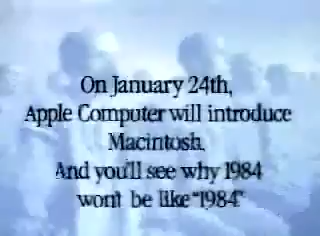 On January 24th,
Apple Computer will introduce
Macintosh.
And you'll see why 1984
won't be like "1984."